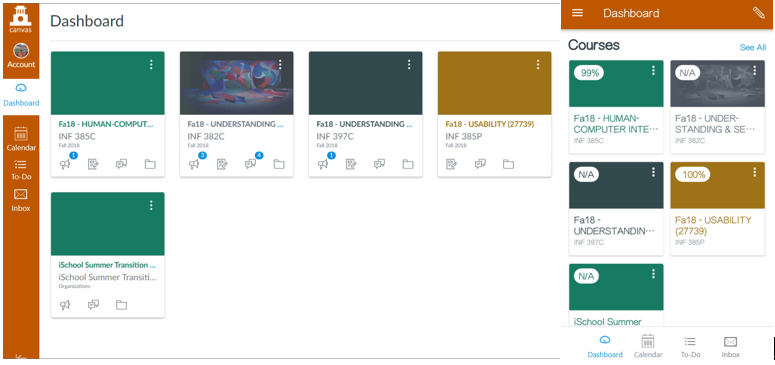 canvas
Account
Dashboard
Calendar
To-Do
Inbox
Dashboard
Fa18 - HUMAN-COMPUT...
INF 385C
Fall 2018
1
Fa18 - UNDERSTANDING ...
INF 382C
Fall 2018
3
4
Fa18 - UNDERSTANDING ...
INF 397C
Fall 2018
1
Fa18 - USABILITY (27739)
INF 385P
Fall 2018
iSchool Summer Transition ...
iSchool Summer Transiti...
Organizations
Dashboard
Courses
See All
99%
Fa18 - HUMAN-
COMPUTER INTE...
INF 385C
N/A
Fa18 - UNDER-
STANDING & SE...
INF 382C
N/A
Fa18 -
UNDERSTANDIN...
INF 397C
100%
Fa18 - USABILITY
(27739)
INF 385P
N/A
iSchool Summer
Dashboard
Calendar
To-Do
Inbox